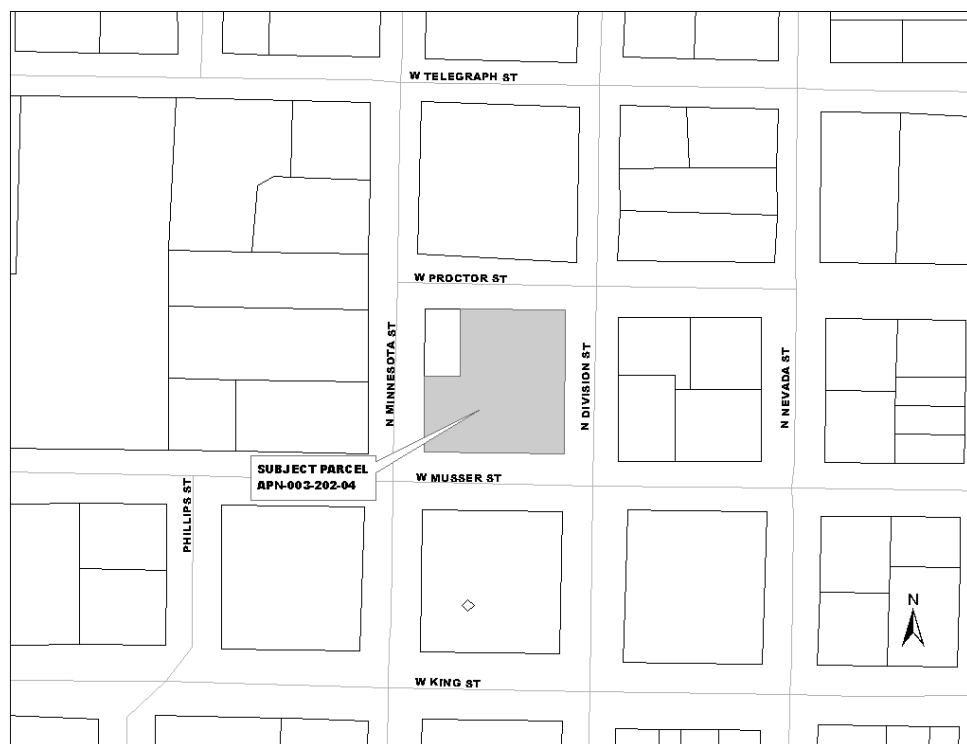 W TELEGRAPH ST
W PROCTOR ST
N MINNESOTA ST
N DIVISION ST
N NEVADA ST
SUBJECT PARCEL
APN-003-202-04
W MUSSER ST
PHILLIPS ST
N
W KING ST